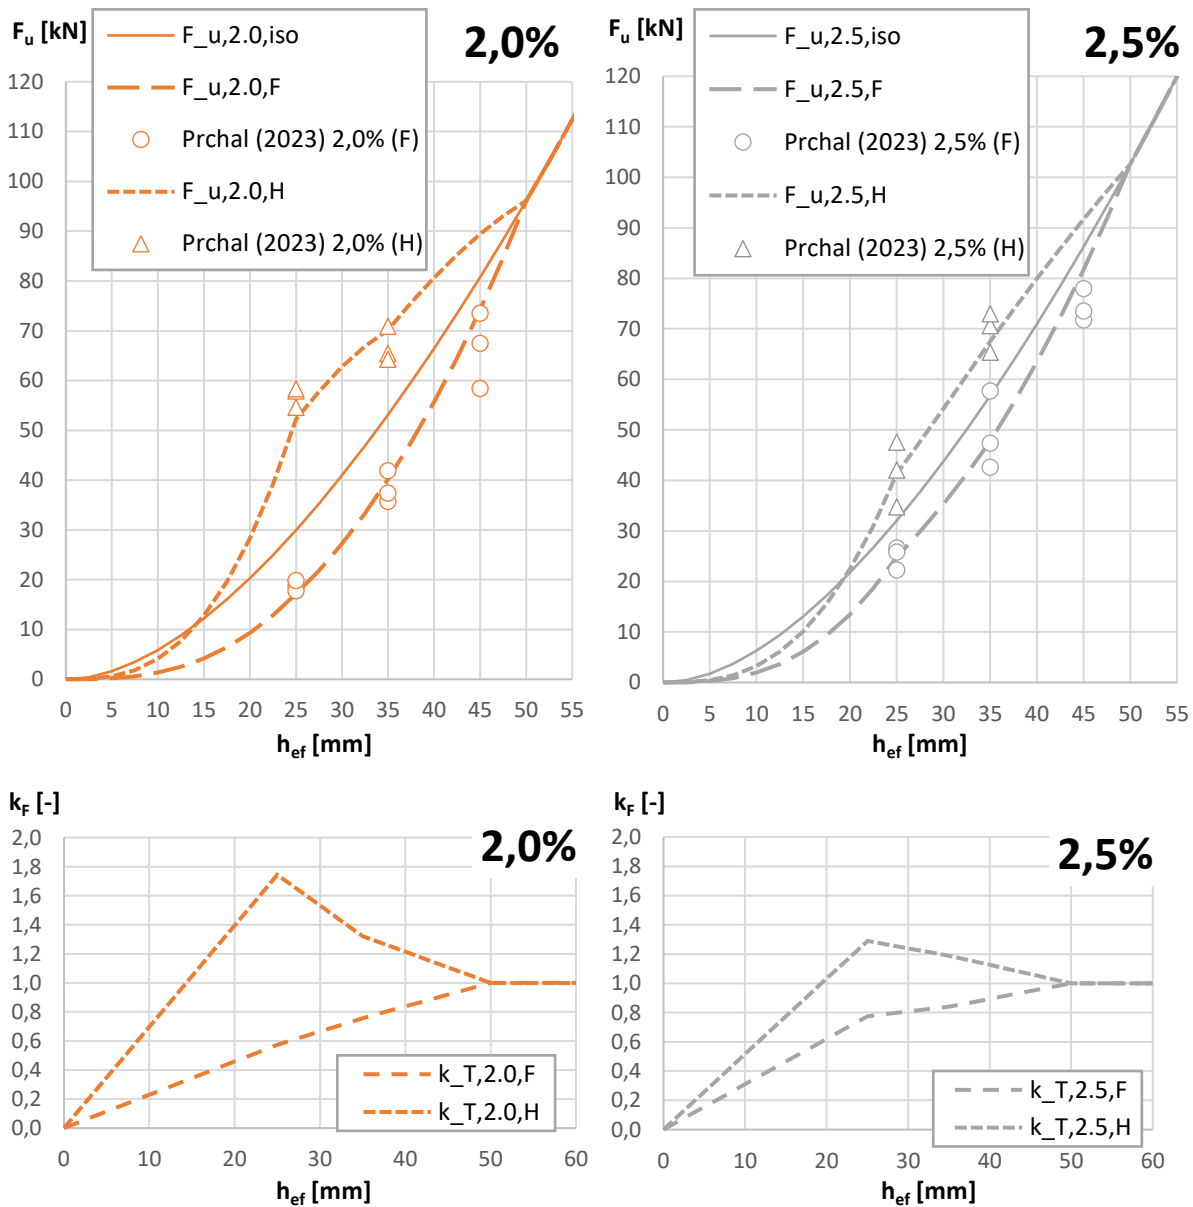 F_u [kN]
2,0%
F_u,2.0,iso
F_u,2.0,F
Prchal (2023) 2,0% (F)
F_u,2.0,H
Prchal (2023) 2,0% (H)
120
110
100
90
80
70
60
50
40
30
20
10
0
0 5 10 15 20 25 30 35 40 45 50 55
h_ef [mm]
F_u [kN]
2,5%
F_u,2.5,iso
F_u,2.5,F
Prchal (2023) 2,5% (F)
F_u,2.5,H
Prchal (2023) 2,5% (H)
120
110
100
90
80
70
60
50
40
30
20
10
0
0 5 10 15 20 25 30 35 40 45 50 55
h_ef [mm]
k_F [-]
2,0%
2,0
1,8
1,6
1,4
1,2
1,0
0,8
0,6
0,4
0,2
0,0
k_T,2.0,F
k_T,2.0,H
0 10 20 30 40 50 60
h_ef [mm]
k_F [-]
2,5%
2,0
1,8
1,6
1,4
1,2
1,0
0,8
0,6
0,4
0,2
0,0
k_T,2.5,F
k_T,2.5,H
0 10 20 30 40 50 60
h_ef [mm]